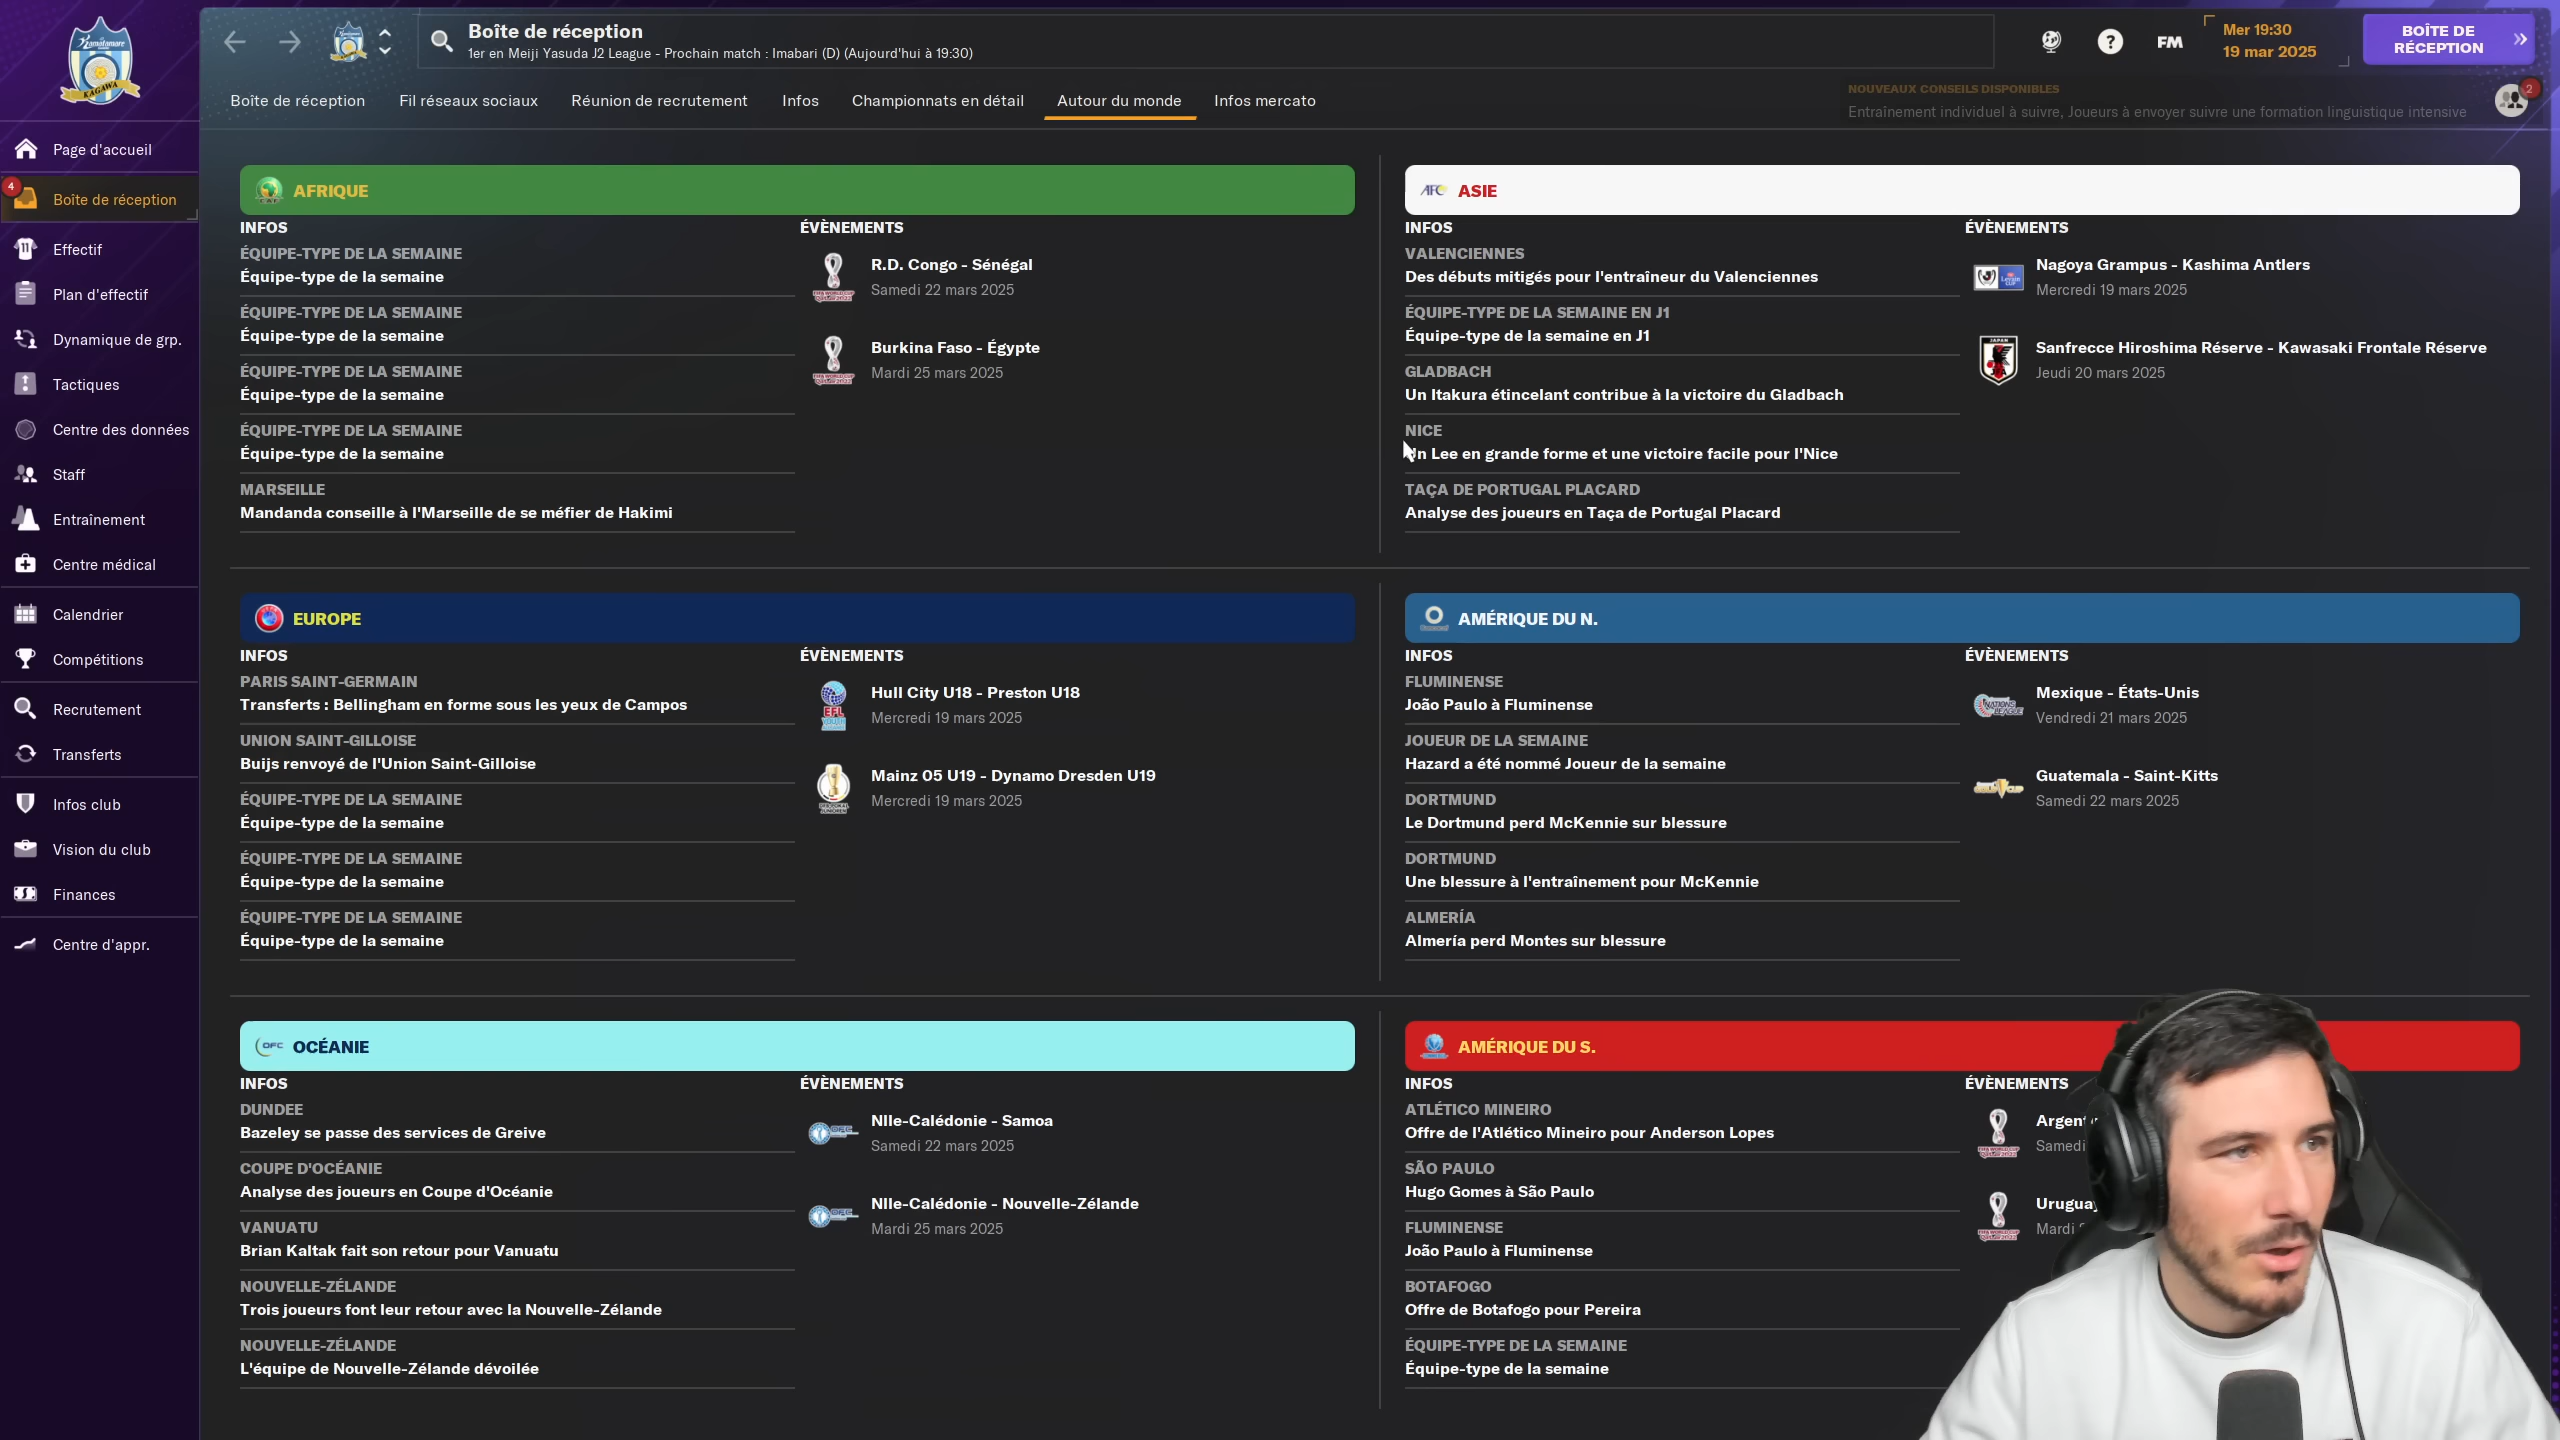 Kamatamare
KAGAWA
Boîte de réception
1er en Meiji Yasuda J2 League - Prochain match : Imabari (D) (Aujourd'hui à 19:30)
FM
Mer 19:30
19 mar 2025
BOÎTE DE
RÉCEPTION
Boîte de réception
Fil réseaux sociaux
Réunion de recrutement
Infos
Championnats en détail
Autour du monde
Infos mercato
NOUVEAUX CONSEILS DISPONIBLES
Entraînement individuel à suivre, Joueurs à envoyer suivre une formation linguistique intensive
2
Page d'accueil
4
Boîte de réception
Effectif
Plan d'effectif
Dynamique de grp.
Tactiques
Centre des données
Staff
Entraînement
Centre médical
Calendrier
Compétitions
Recrutement
Transferts
Infos club
Vision du club
Finances
Centre d'appr.
AFRIQUE
INFOS
ÉQUIPE-TYPE DE LA SEMAINE
Équipe-type de la semaine
ÉQUIPE-TYPE DE LA SEMAINE
Équipe-type de la semaine
ÉQUIPE-TYPE DE LA SEMAINE
Équipe-type de la semaine
ÉQUIPE-TYPE DE LA SEMAINE
Équipe-type de la semaine
MARSEILLE
Mandanda conseille à l'Marseille de se méfier de Hakimi
ÉVÈNEMENTS
R.D. Congo - Sénégal
Samedi 22 mars 2025
Burkina Faso - Égypte
Mardi 25 mars 2025
AFC
ASIE
INFOS
VALENCIENNES
Des débuts mitigés pour l'entraîneur du Valenciennes
ÉQUIPE-TYPE DE LA SEMAINE EN J1
Équipe-type de la semaine en J1
GLADBACH
Un Itakura étincelant contribue à la victoire du Gladbach
NICE
Un Lee en grande forme et une victoire facile pour l'Nice
TAÇA DE PORTUGAL PLACARD
Analyse des joueurs en Taça de Portugal Placard
ÉVÈNEMENTS
Nagoya Grampus - Kashima Antlers
Mercredi 19 mars 2025
JAPAN
Sanfrecce Hiroshima Réserve - Kawasaki Frontale Réserve
Jeudi 20 mars 2025
EUROPE
INFOS
PARIS SAINT-GERMAIN
Transferts : Bellingham en forme sous les yeux de Campos
UNION SAINT-GILLOISE
Buijs renvoyé de l'Union Saint-Gilloise
ÉQUIPE-TYPE DE LA SEMAINE
Équipe-type de la semaine
ÉQUIPE-TYPE DE LA SEMAINE
Équipe-type de la semaine
ÉQUIPE-TYPE DE LA SEMAINE
Équipe-type de la semaine
ÉVÈNEMENTS
EFL
Hull City U18 - Preston U18
Mercredi 19 mars 2025
Mainz 05 U19 - Dynamo Dresden U19
Mercredi 19 mars 2025
AMÉRIQUE DU N.
INFOS
FLUMINENSE
João Paulo à Fluminense
JOUEUR DE LA SEMAINE
Hazard a été nommé Joueur de la semaine
DORTMUND
Le Dortmund perd McKennie sur blessure
DORTMUND
Une blessure à l'entraînement pour McKennie
ALMERÍA
Almería perd Montes sur blessure
ÉVÈNEMENTS
Mexique - États-Unis
Vendredi 21 mars 2025
Guatemala - Saint-Kitts
Samedi 22 mars 2025
OFC
OCÉANIE
INFOS
DUNDEE
Bazeley se passe des services de Greive
COUPE D'OCÉANIE
Analyse des joueurs en Coupe d'Océanie
VANUATU
Brian Kaltak fait son retour pour Vanuatu
NOUVELLE-ZÉLANDE
Trois joueurs font leur retour avec la Nouvelle-Zélande
NOUVELLE-ZÉLANDE
L'équipe de Nouvelle-Zélande dévoilée
ÉVÈNEMENTS
Nlle-Calédonie - Samoa
Samedi 22 mars 2025
Nlle-Calédonie - Nouvelle-Zélande
Mardi 25 mars 2025
AMÉRIQUE DU S.
INFOS
ATLÉTICO MINEIRO
Offre de l'Atlético Mineiro pour Anderson Lopes
SÃO PAULO
Hugo Gomes à São Paulo
FLUMINENSE
João Paulo à Fluminense
BOTAFOGO
Offre de Botafogo pour Pereira
ÉQUIPE-TYPE DE LA SEMAINE
Équipe-type de la semaine
ÉVÈNEMENTS
Samedi
Mardi